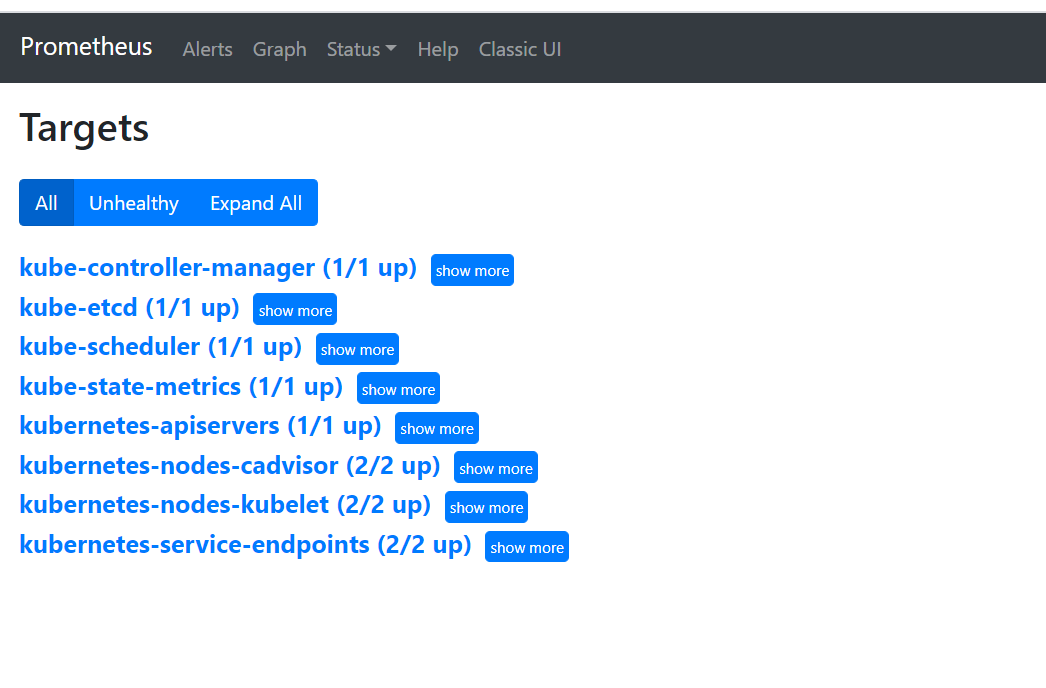 Prometheus Alerts Graph Status Help Classic UI
Targets
All Unhealthy Expand All
kube-controller-manager (1/1 up) show more
kube-etcd (1/1 up) show more
kube-scheduler (1/1 up) show more
kube-state-metrics (1/1 up) show more
kubernetes-apiservers (1/1 up) show more
kubernetes-nodes-cadvisor (2/2 up) show more
kubernetes-nodes-kubelet (2/2 up) show more
kubernetes-service-endpoints (2/2 up) show more